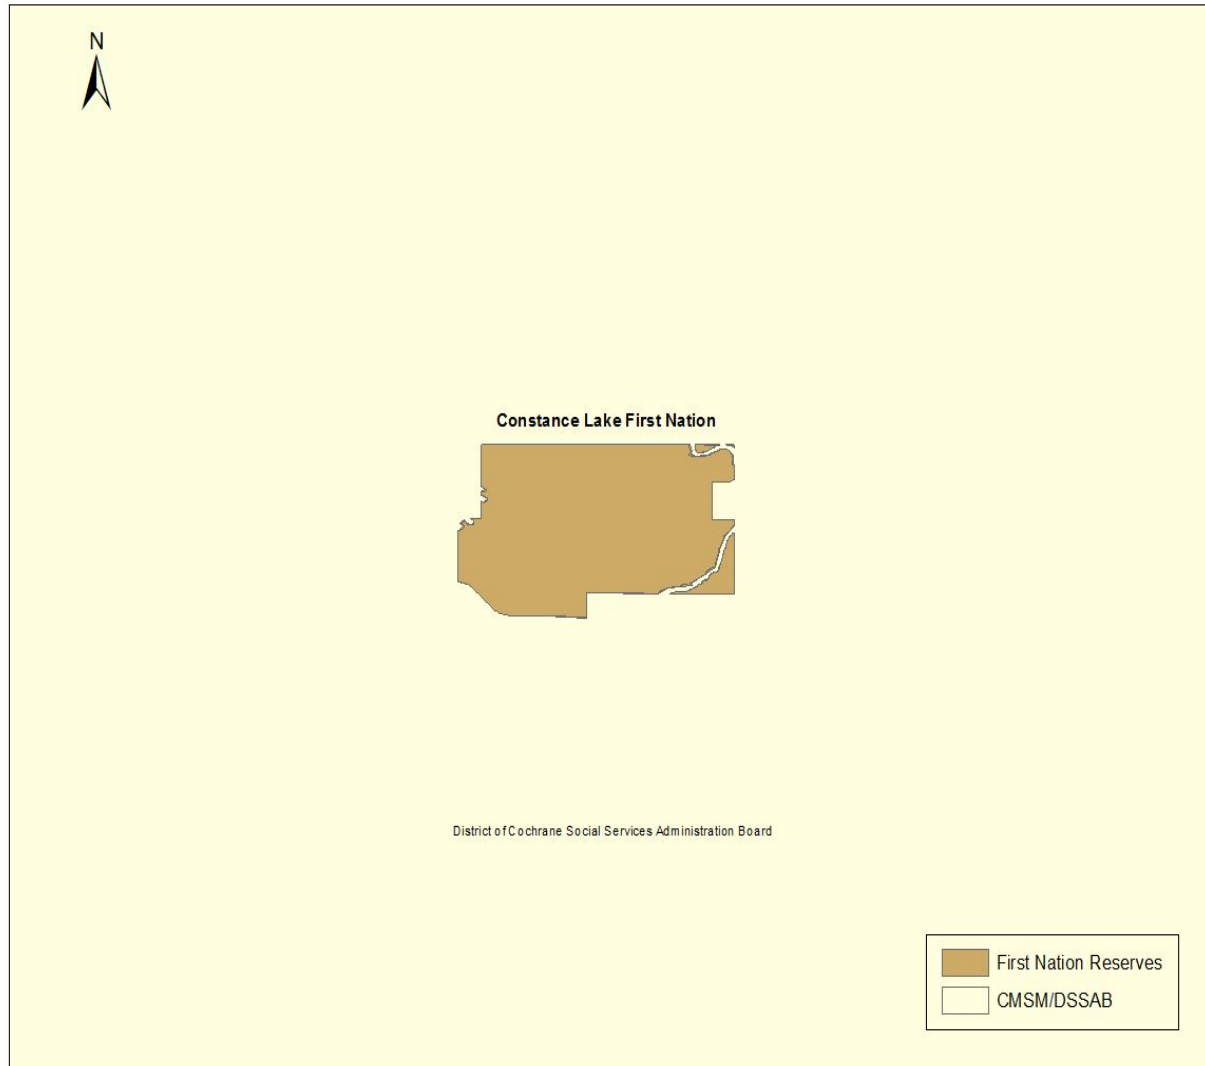 N
Constance Lake First Nation
District of Cochrane Social Services Administration Board
First Nation Reserves
CMSM/DSSAB